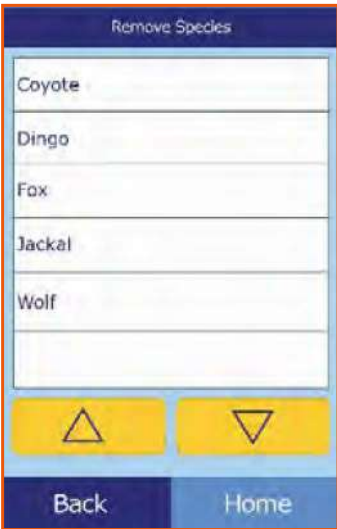 Remove Species
Coyote
Dingo
Fox
Jackal
Wolf
Back Home